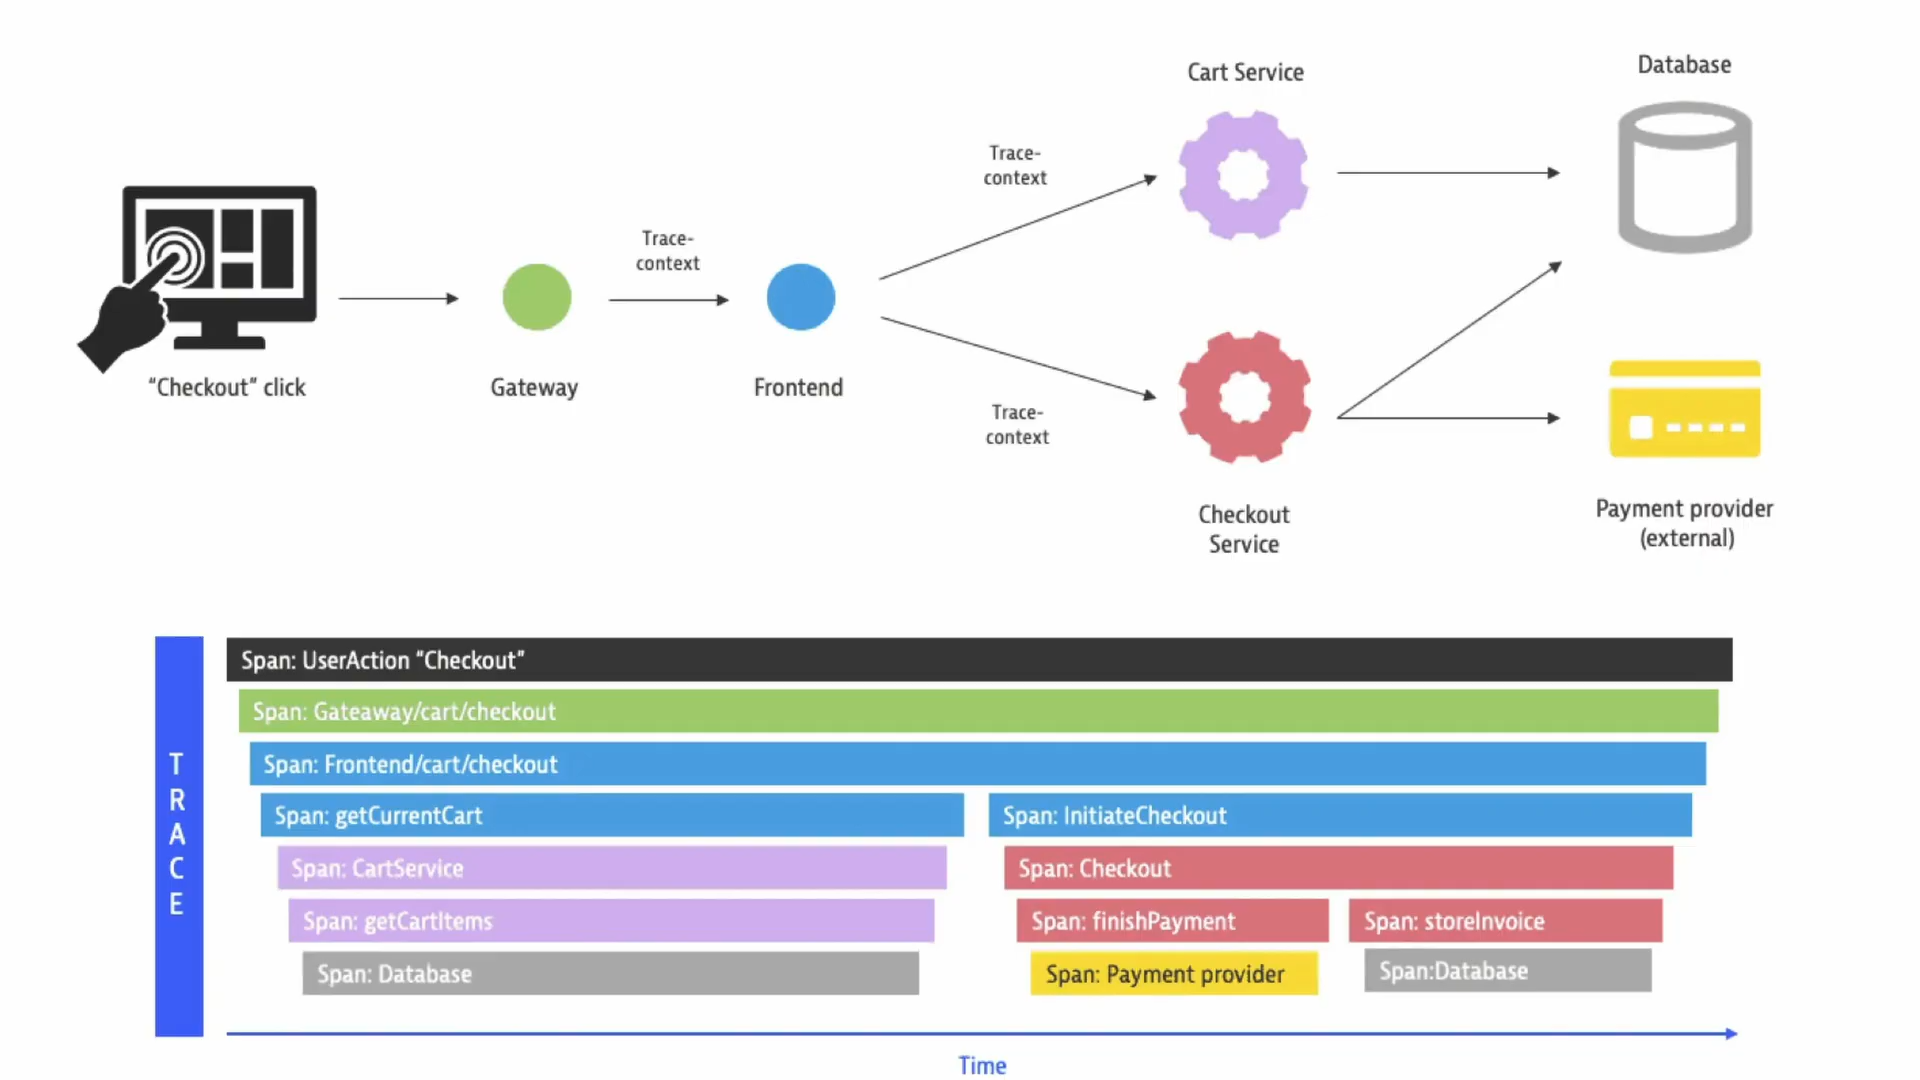 Cart Service
Database
Trace-
context
Trace-
context
"Checkout" click
Gateway
Frontend
Trace-
context
Checkout
Service
Payment provider
(external)
TRACE
Span: UserAction “Checkout”
Span: Gateaway/cart/checkout
Span: Frontend/cart/checkout
Span: getCurrentCart
Span: InitiateCheckout
Span: CartService
Span: Checkout
Span: getCartItems
Span: finishPayment
Span: storeInvoice
Span: Database
Span: Payment provider
Span:Database
Time